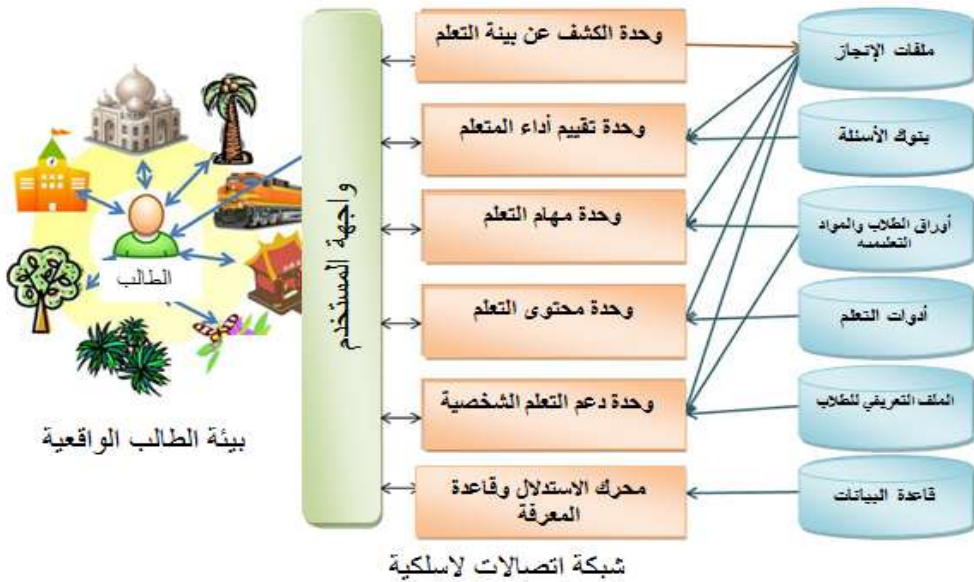 وحدة الكشف عن بيئة التعلم
ملفات الإنجاز
وحدة تقييم أداء المتعلم
بنوك الأسئلة
وحدة مهام التعلم
أوراق الطلاب والمواد
التعليميه
وحدة محتوى التعلم
أدوات التعلم
وحدة دعم التعلم الشخصية
الملف التعريفي للطلاب
محرك الاستدلال وقاعدة
المعرفة
قاعدة البيانات
واجهة المستخدم
الطالب
بيئة الطالب الواقعية
شبكة اتصالات لاسلكية